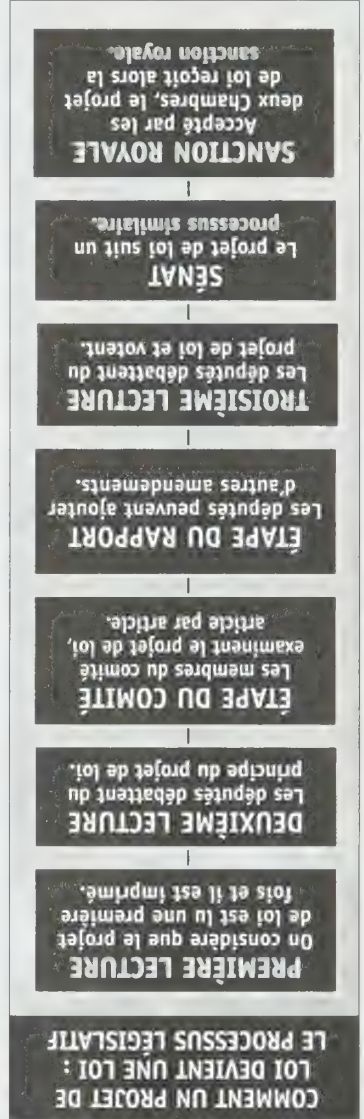 COMMENT UN PROJET DE
LOI DEVIENT UNE LOI :
LE PROCESSUS LÉGISLATIF
PREMIÈRE LECTURE
On considère que le projet
de loi est lu une première
fois et il est imprimé.
DEUXIÈME LECTURE
Les députés débattent du
principe du projet de loi.
ÉTAPE DU COMITÉ
Les membres du comité
examinent le projet de loi,
article par article.
ÉTAPE DU RAPPORT
Les députés peuvent ajouter
d'autres amendements.
TROISIÈME LECTURE
Les députés débattent du
projet de loi et votent.
SÉNAT
Le projet de loi suit un
processus similaire.
SANCTION ROYALE
Accepté par les
deux Chambres, le projet
de loi reçoit alors la
sanction royale.